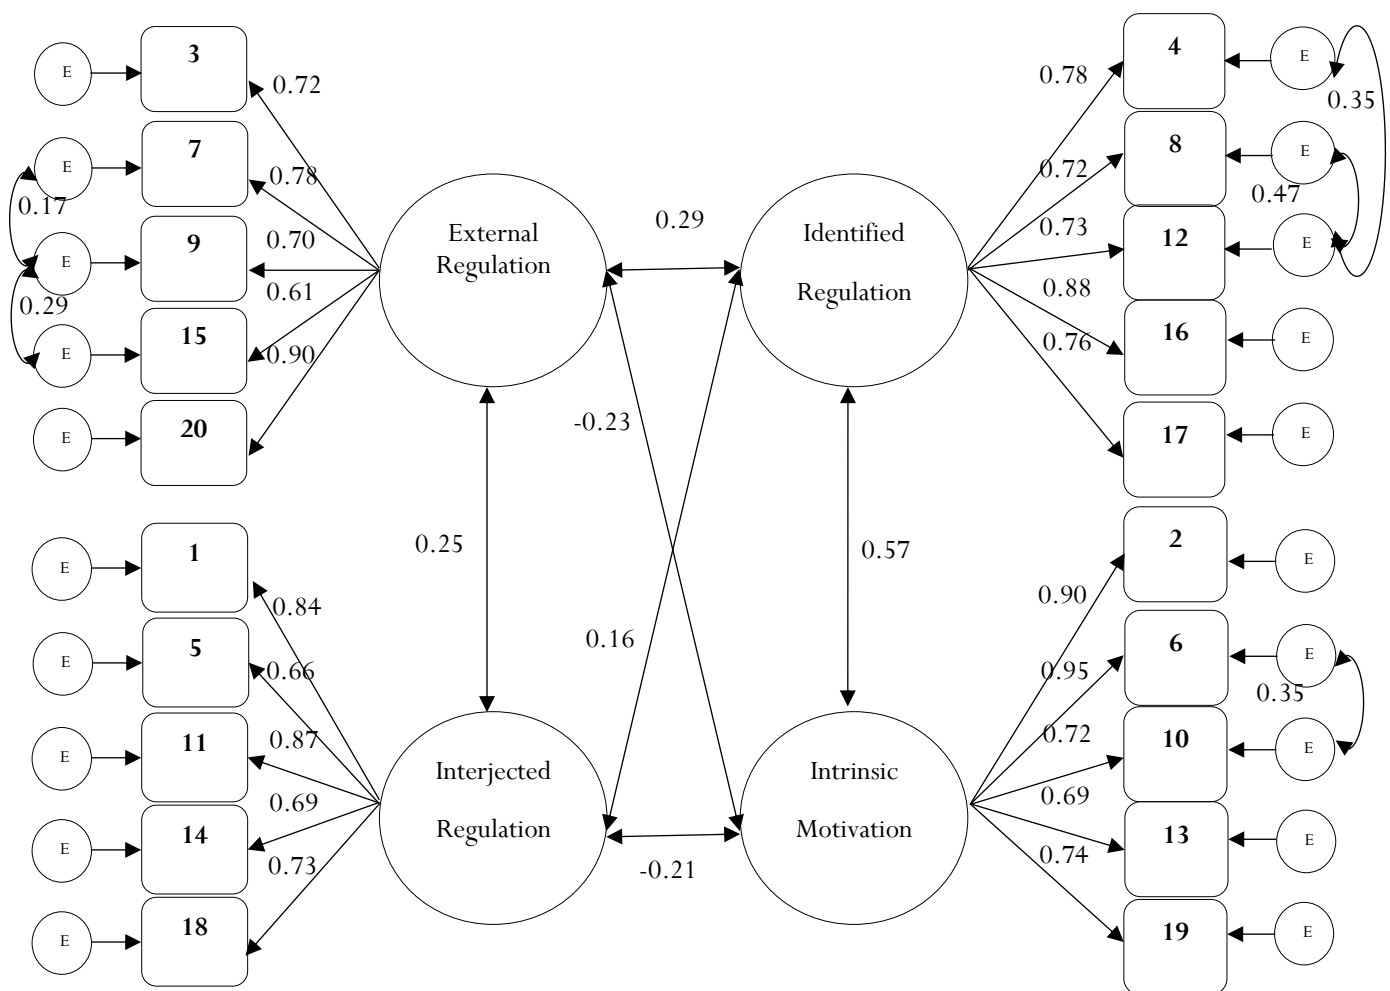 3
E
0.72
7
E
0.78
0.17
9
E
0.70
0.61
0.29
15
E
0.90
20
E
External
Regulation
0.29
Identified
Regulation
4
E
0.78
0.35
8
E
0.72
0.47
12
E
0.73
0.88
16
E
0.76
17
E
-0.23
0.25
0.57
0.16
1
E
0.84
5
E
0.66
11
E
0.87
0.69
14
E
0.73
18
E
Interjected
Regulation
-0.21
Intrinsic
Motivation
2
E
0.90
6
E
0.95
0.35
10
E
0.72
0.69
13
E
0.74
19
E